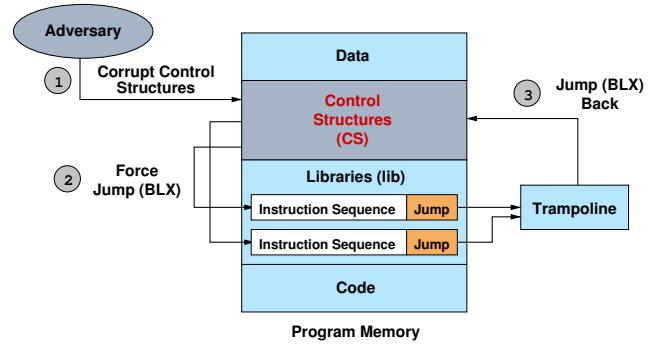 Adversary
1
Corrupt Control
Structures
Data
Control
Structures
(CS)
3
Jump (BLX)
Back
2
Force
Jump (BLX)
Libraries (lib)
Instruction Sequence
Jump
Instruction Sequence
Jump
Trampoline
Code
Program Memory